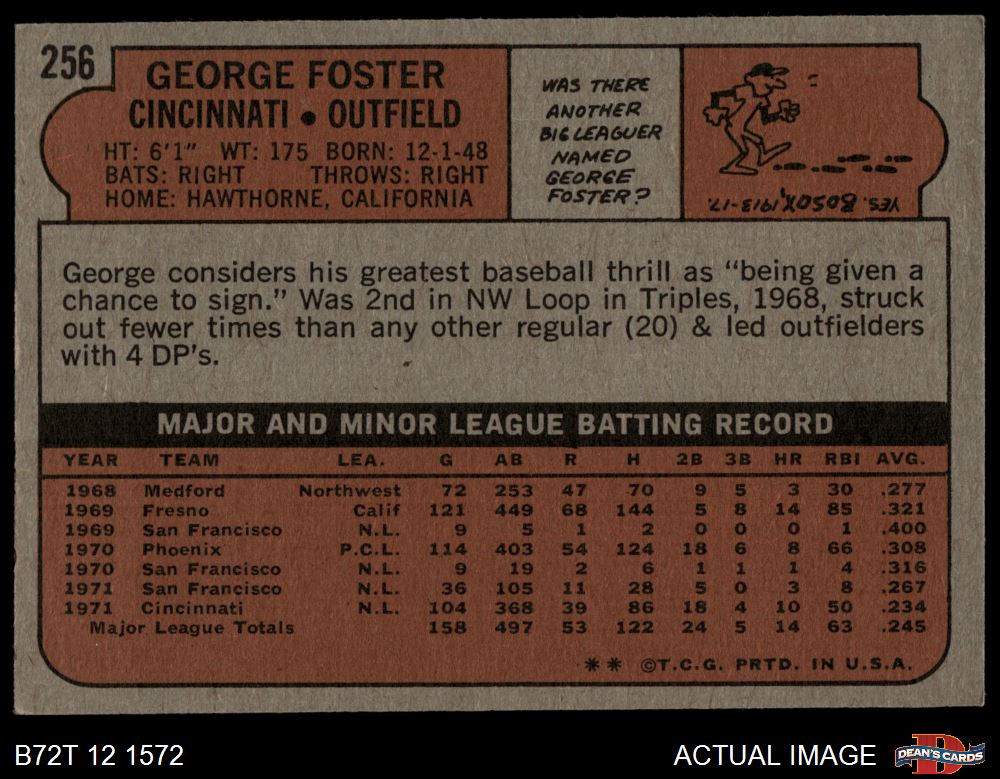 256
GEORGE FOSTER
CINCINNATI • OUTFIELD
HT: 6'1" WT: 175 BORN: 12-1-48
BATS: RIGHT THROWS: RIGHT
HOME: HAWTHORNE, CALIFORNIA
WAS THERE
ANOTHER
BIG LEAGUER
NAMED
GEORGE
FOSTER?
YES. BOSOX, 1913-17.
George considers his greatest baseball thrill as “being given a
chance to sign.” Was 2nd in NW Loop in Triples, 1968, struck
out fewer times than any other regular (20) & led outfielders
with 4 DP's.
MAJOR AND MINOR LEAGUE BATTING RECORD
YEAR TEAM LEA. G AB R H 2B 3B HR RBI AVG.
1968 Medford Northwest 72 253 47 70 9 5 3 30 .277
1969 Fresno Calif 121 449 68 144 5 8 14 85 .321
1969 San Francisco N.L. 9 5 1 2 0 0 0 1 .400
1970 Phoenix P.C.L. 114 403 54 124 18 6 8 66 .308
1970 San Francisco N.L. 9 19 2 6 1 1 1 4 .316
1971 San Francisco N.L. 36 105 11 28 5 0 3 8 .267
1971 Cincinnati N.L. 104 368 39 86 18 4 10 50 .234
Major League Totals 158 497 53 122 24 5 14 63 .245
** ©T.C.G. PRTD. IN U.S.A.
B72T 12 1572
ACTUAL IMAGE
DEAN'S CARDS